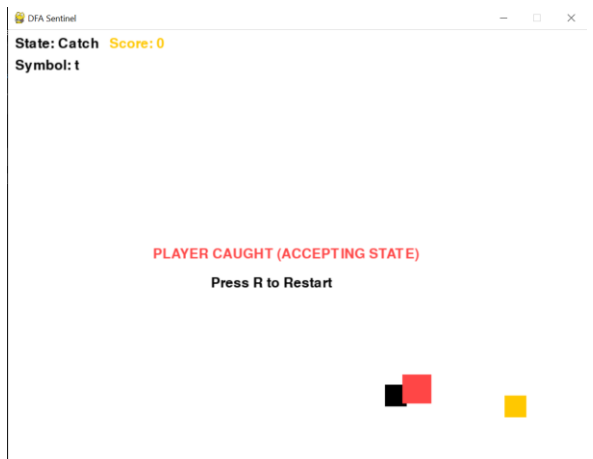 DFA Sentinel
State: Catch Score: 0
Symbol: t
PLAYER CAUGHT (ACCEPTING STATE)
Press R to Restart